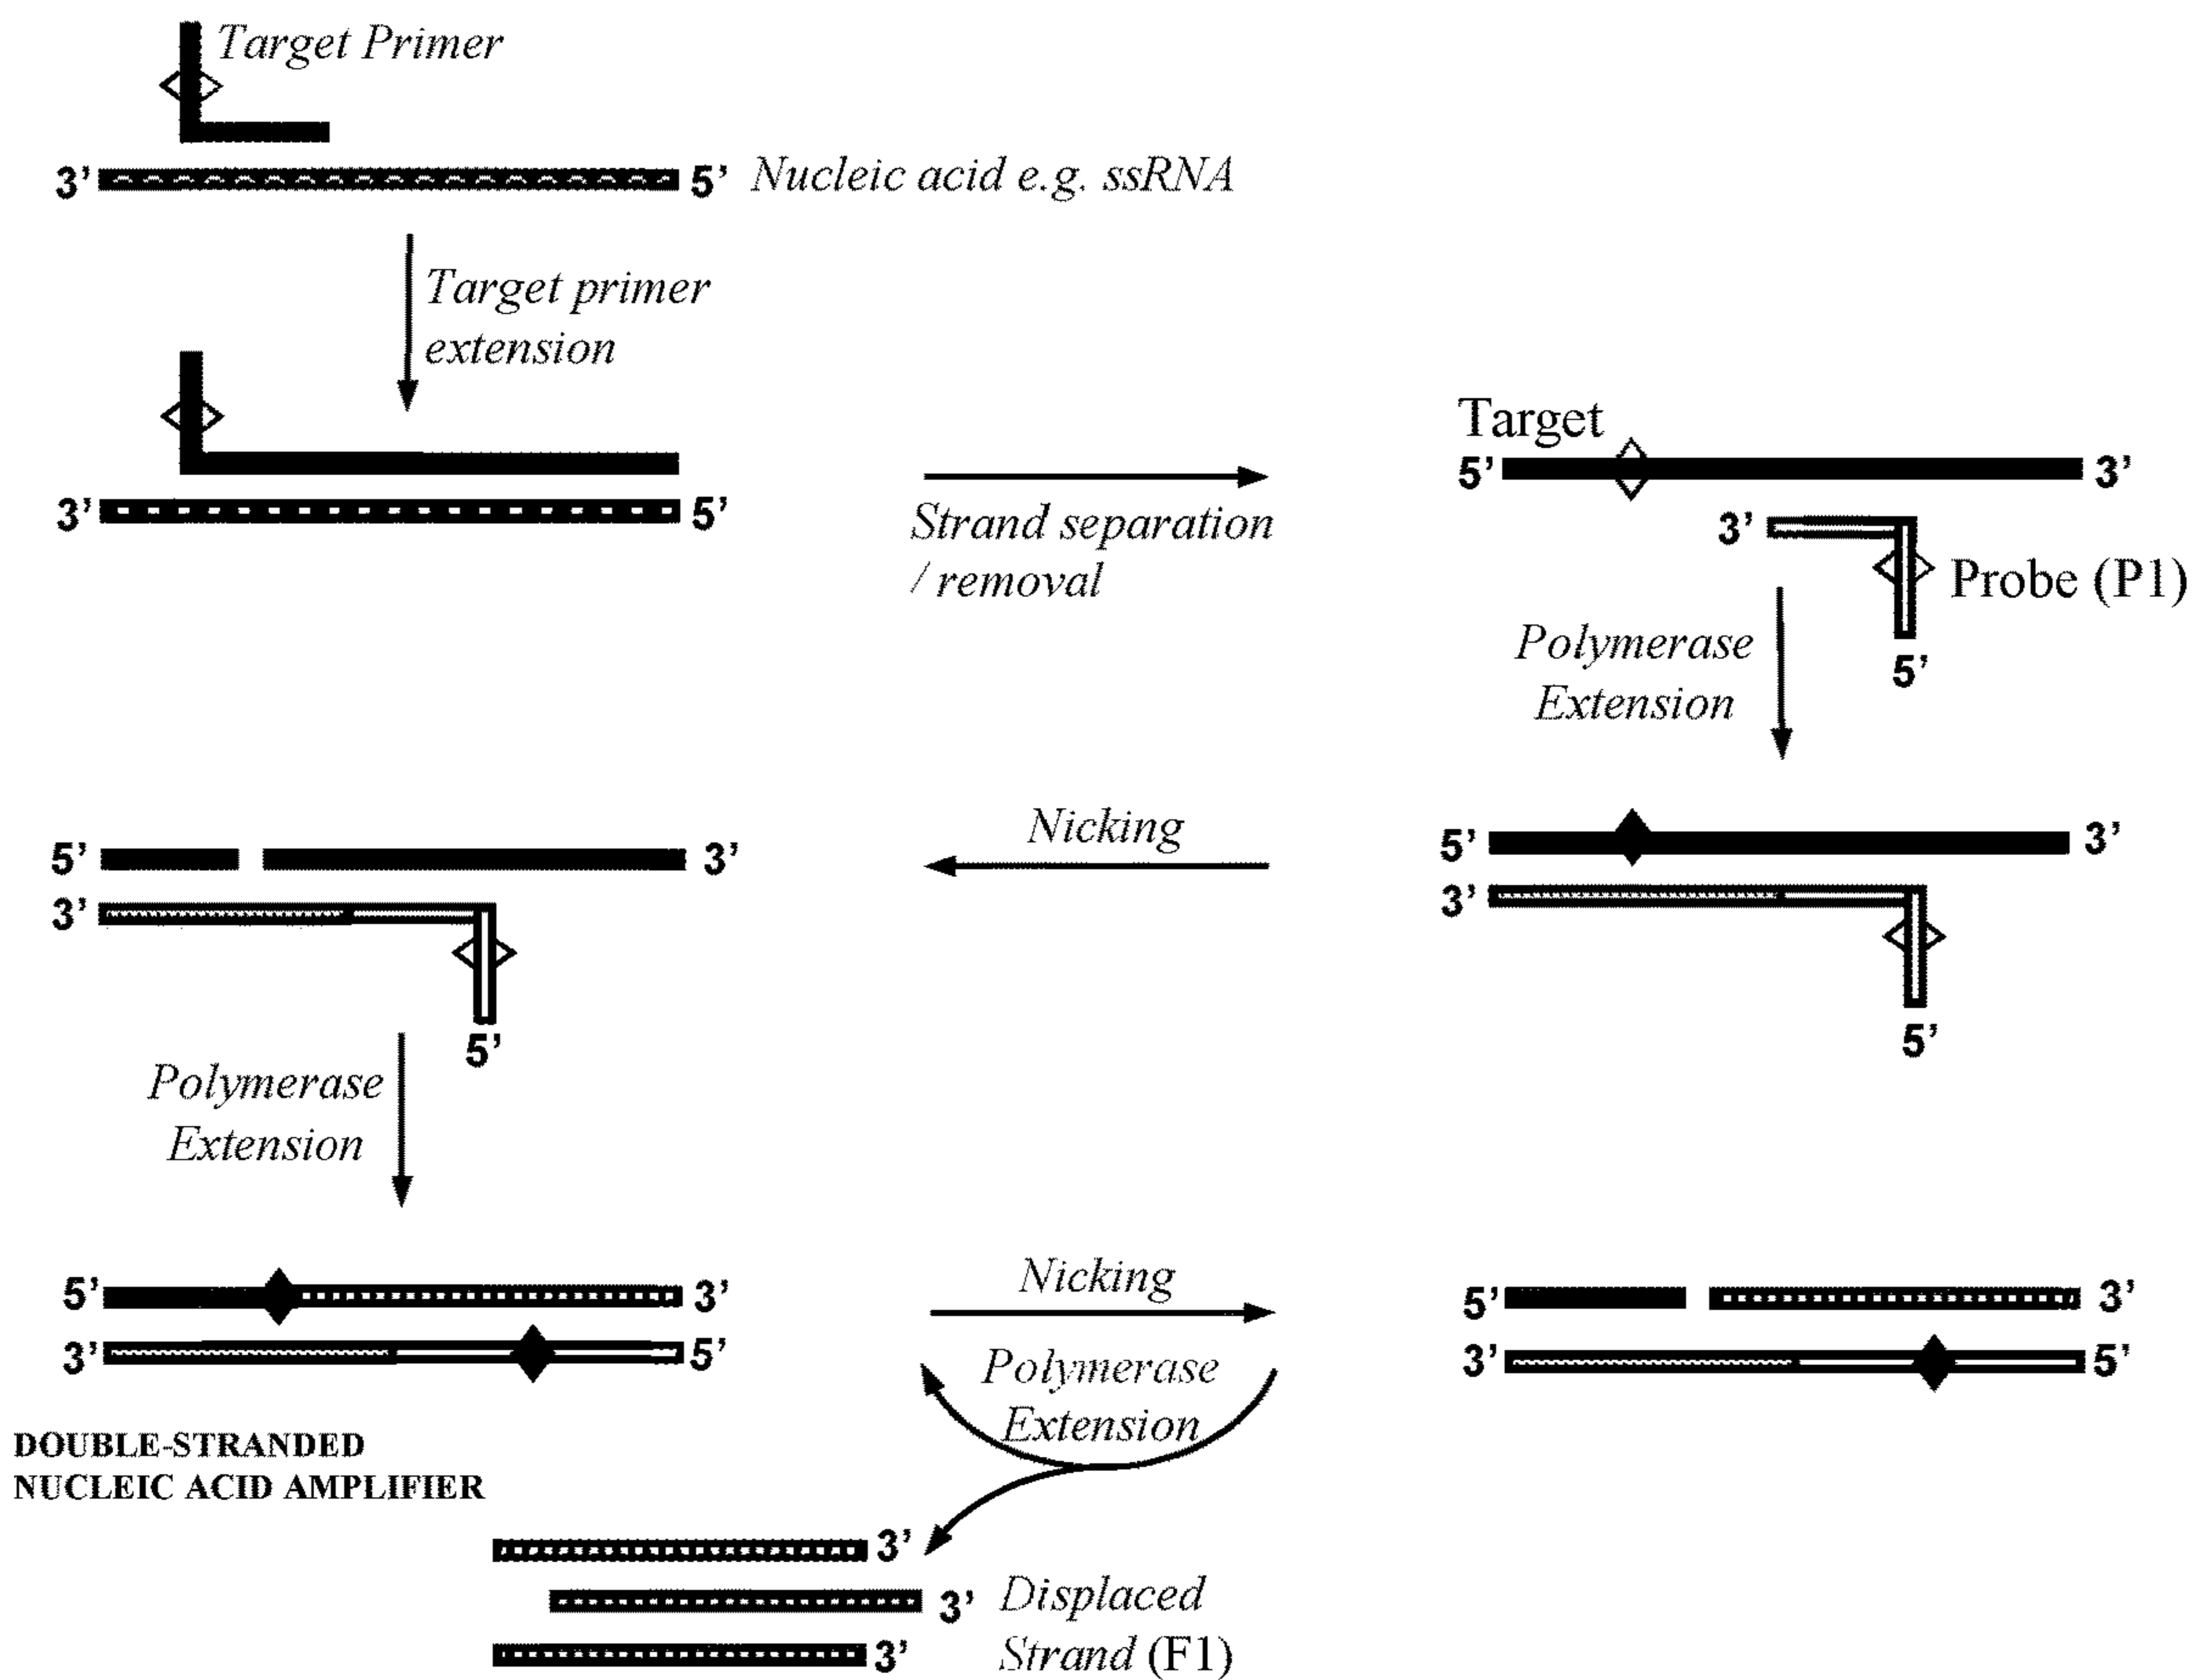 Target Primer
3’ 5’ Nucleic acid e.g. ssRNA
Target primer
extension
3’ 5’
Strand separation
/ removal
Target
5’ 3’
3’
Probe (P1)
5’
Polymerase
Extension
5’ 3’
3’
5’
Nicking
5’ 3’
3’
5’
Polymerase
Extension
5’ 3’
3’ 5’
DOUBLE-STRANDED
NUCLEIC ACID AMPLIFIER
Nicking
Polymerase
Extension
5’ 3’
3’ 5’
3’
3’ Displaced
Strand (F1)
3’